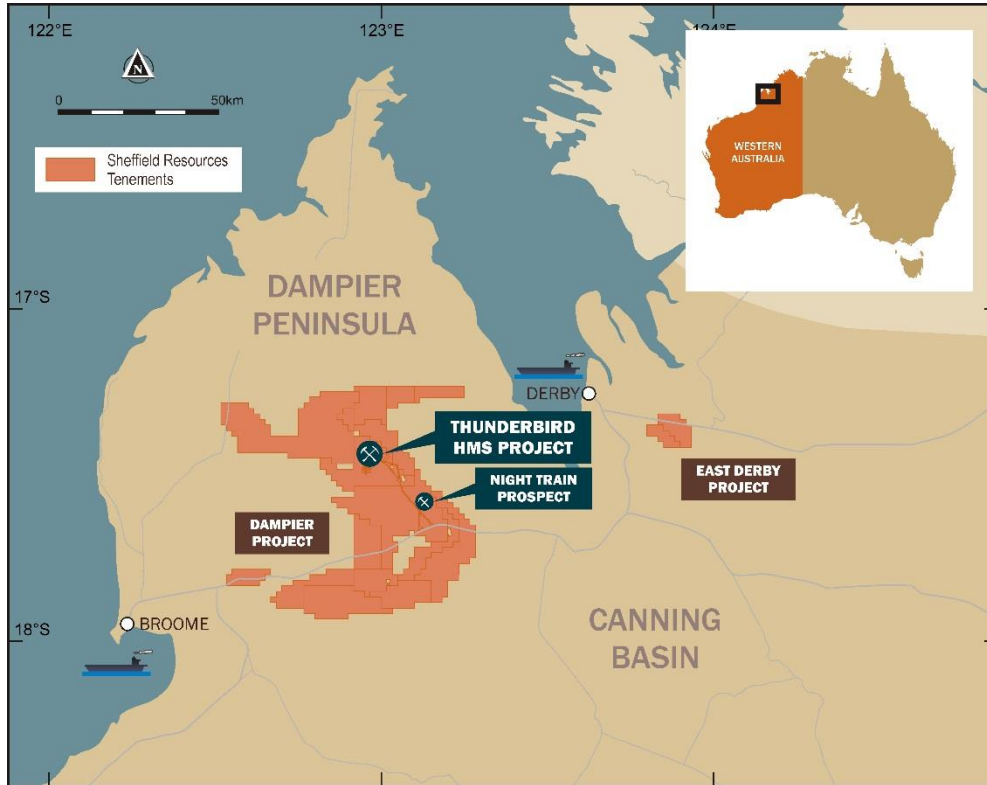 122°E
123°E
124°E
N
0
50km
Sheffield Resources
Tenements
WESTERN
AUSTRALIA
17°S
DAMPIER
PENINSULA
DERBY
THUNDERBIRD
HMS PROJECT
NIGHT TRAIN
PROSPECT
EAST DERBY
PROJECT
DAMPIER
PROJECT
BROOME
18°S
CANNING
BASIN